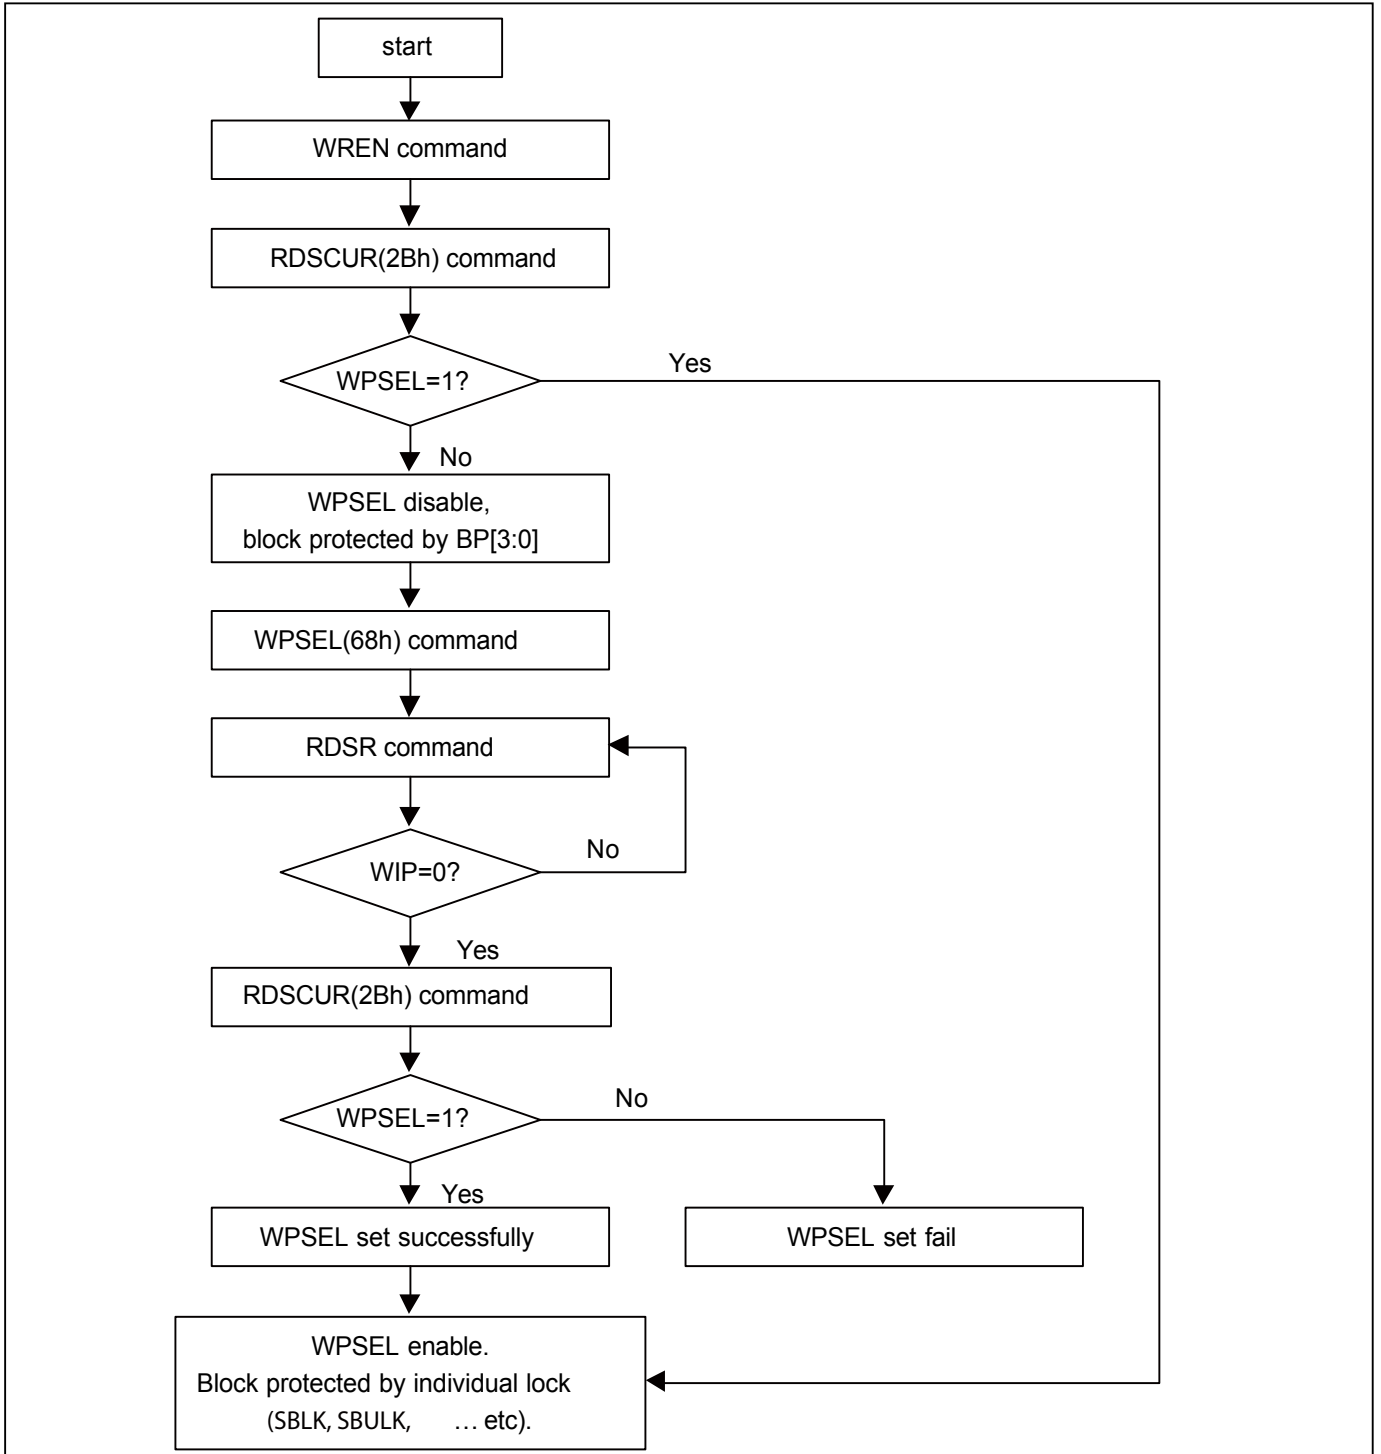 start
WREN command
RDSCUR(2Bh) command
WPSEL=1?
Yes
No
WPSEL disable,
block protected by BP[3:0]
WPSEL(68h) command
RDSR command
WIP=0?
No
Yes
RDSCUR(2Bh) command
WPSEL=1?
No
Yes
WPSEL set successfully
WPSEL set fail
WPSEL enable.
Block protected by individual lock
(SBLK, SBULK, … etc).